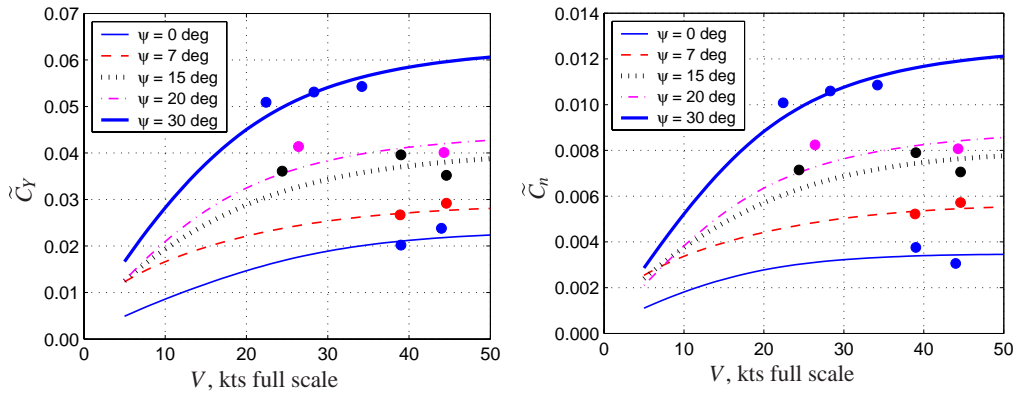 0.07
0.06
0.05
0.04
0.03
0.02
0.01
0.00
C̃_Y
ψ = 0 deg
ψ = 7 deg
ψ = 15 deg
ψ = 20 deg
ψ = 30 deg
0 10 20 30 40 50
V, kts full scale
0.014
0.012
0.010
0.008
0.006
0.004
0.002
0.000
C̃_n
ψ = 0 deg
ψ = 7 deg
ψ = 15 deg
ψ = 20 deg
ψ = 30 deg
0 10 20 30 40 50
V, kts full scale